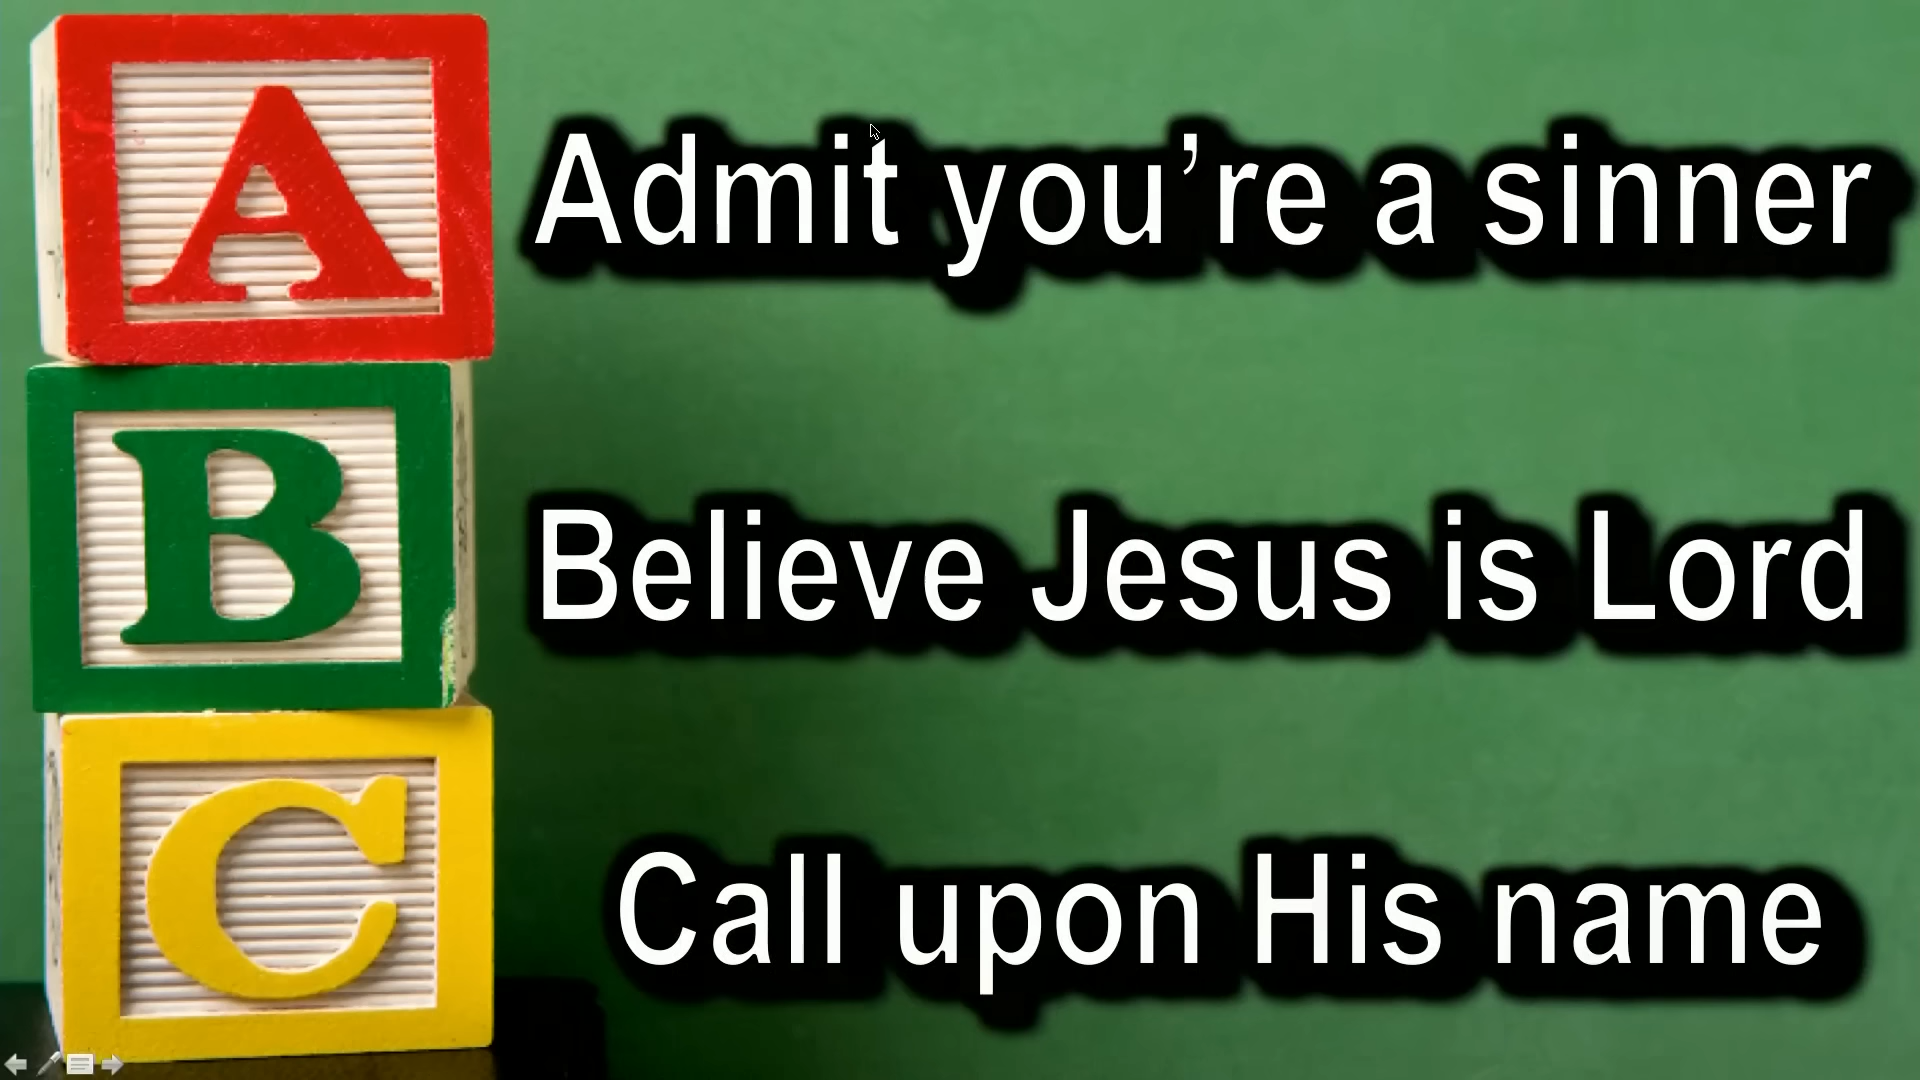 A
Admit you’re a sinner
B
Believe Jesus is Lord
C
Call upon His name